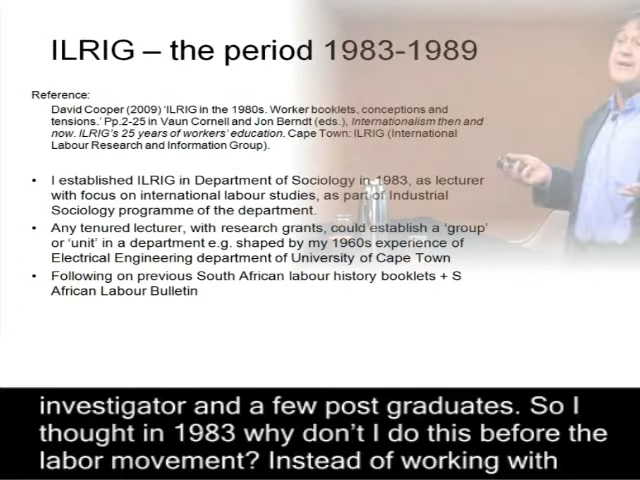 ILRIG – the period 1983-1989
Reference:
David Cooper (2009) 'ILRIG in the 1980s. Worker booklets, conceptions and
tensions.' Pp.2-25 in Vaun Cornell and Jon Berndt (eds.), Internationalism then and
now. ILRIG's 25 years of workers' education. Cape Town: ILRIG (International
Labour Research and Information Group).
• I established ILRIG in Department of Sociology in 1983, as lecturer
with focus on international labour studies, as part of Industrial
Sociology programme of the department.
• Any tenured lecturer, with research grants, could establish a 'group'
or 'unit' in a department e.g. shaped by my 1960s experience of
Electrical Engineering department of University of Cape Town
• Following on previous South African labour history booklets + S
African Labour Bulletin
investigator and a few post graduates. So I
thought in 1983 why don't I do this before the
labor movement? Instead of working with